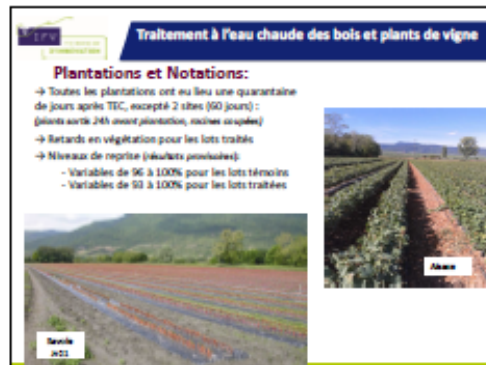 IFV
Traitement à l'eau chaude des bois et plants de vigne
Plantations et Notations:
→ Toutes les plantations ont eu lieu une quarantaine
de jours après TEC, excepté 2 sites (60 jours) :
(plants sortis 24h avant plantation, racines coupées)
→ Retards en végétation pour les lots traités
→ Niveaux de reprise (résultats provisoires):
- Variables de 96 à 100% pour les lots témoins
- Variables de 93 à 100% pour les lots traitées
Alsace
Savoie